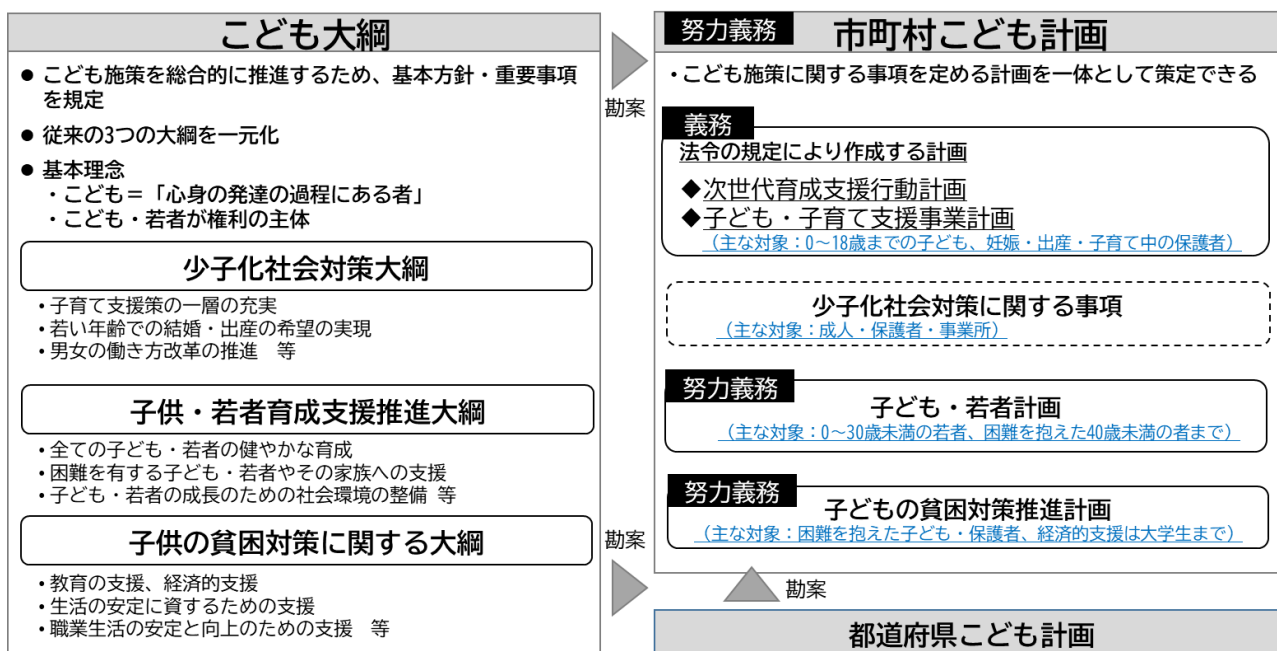 こども大綱
● こども施策を総合的に推進するため、基本方針・重要事項
を規定
● 従来の3つの大綱を一元化
● 基本理念
・こども＝「心身の発達の過程にある者」
・こども・若者が権利の主体
少子化社会対策大綱
・子育て支援策の一層の充実
・若い年齢での結婚・出産の希望の実現
・男女の働き方改革の推進　等
子供・若者育成支援推進大綱
・全ての子ども・若者の健やかな育成
・困難を有する子ども・若者やその家族への支援
・子ども・若者の成長のための社会環境の整備 等
子供の貧困対策に関する大綱
・教育の支援、経済的支援
・生活の安定に資するための支援
・職業生活の安定と向上のための支援　等
勘案
勘案
努力義務
市町村こども計画
・こども施策に関する事項を定める計画を一体として策定できる
義務
法令の規定により作成する計画
◆次世代育成支援行動計画
◆子ども・子育て支援事業計画
（主な対象：0～18歳までの子ども、妊娠・出産・子育て中の保護者）
少子化社会対策に関する事項
（主な対象：成人・保護者・事業所）
努力義務
子ども・若者計画
（主な対象：0～30歳未満の若者、困難を抱えた40歳未満の者まで）
努力義務
子どもの貧困対策推進計画
（主な対象：困難を抱えた子ども・保護者、経済的支援は大学生まで）
勘案
都道府県こども計画